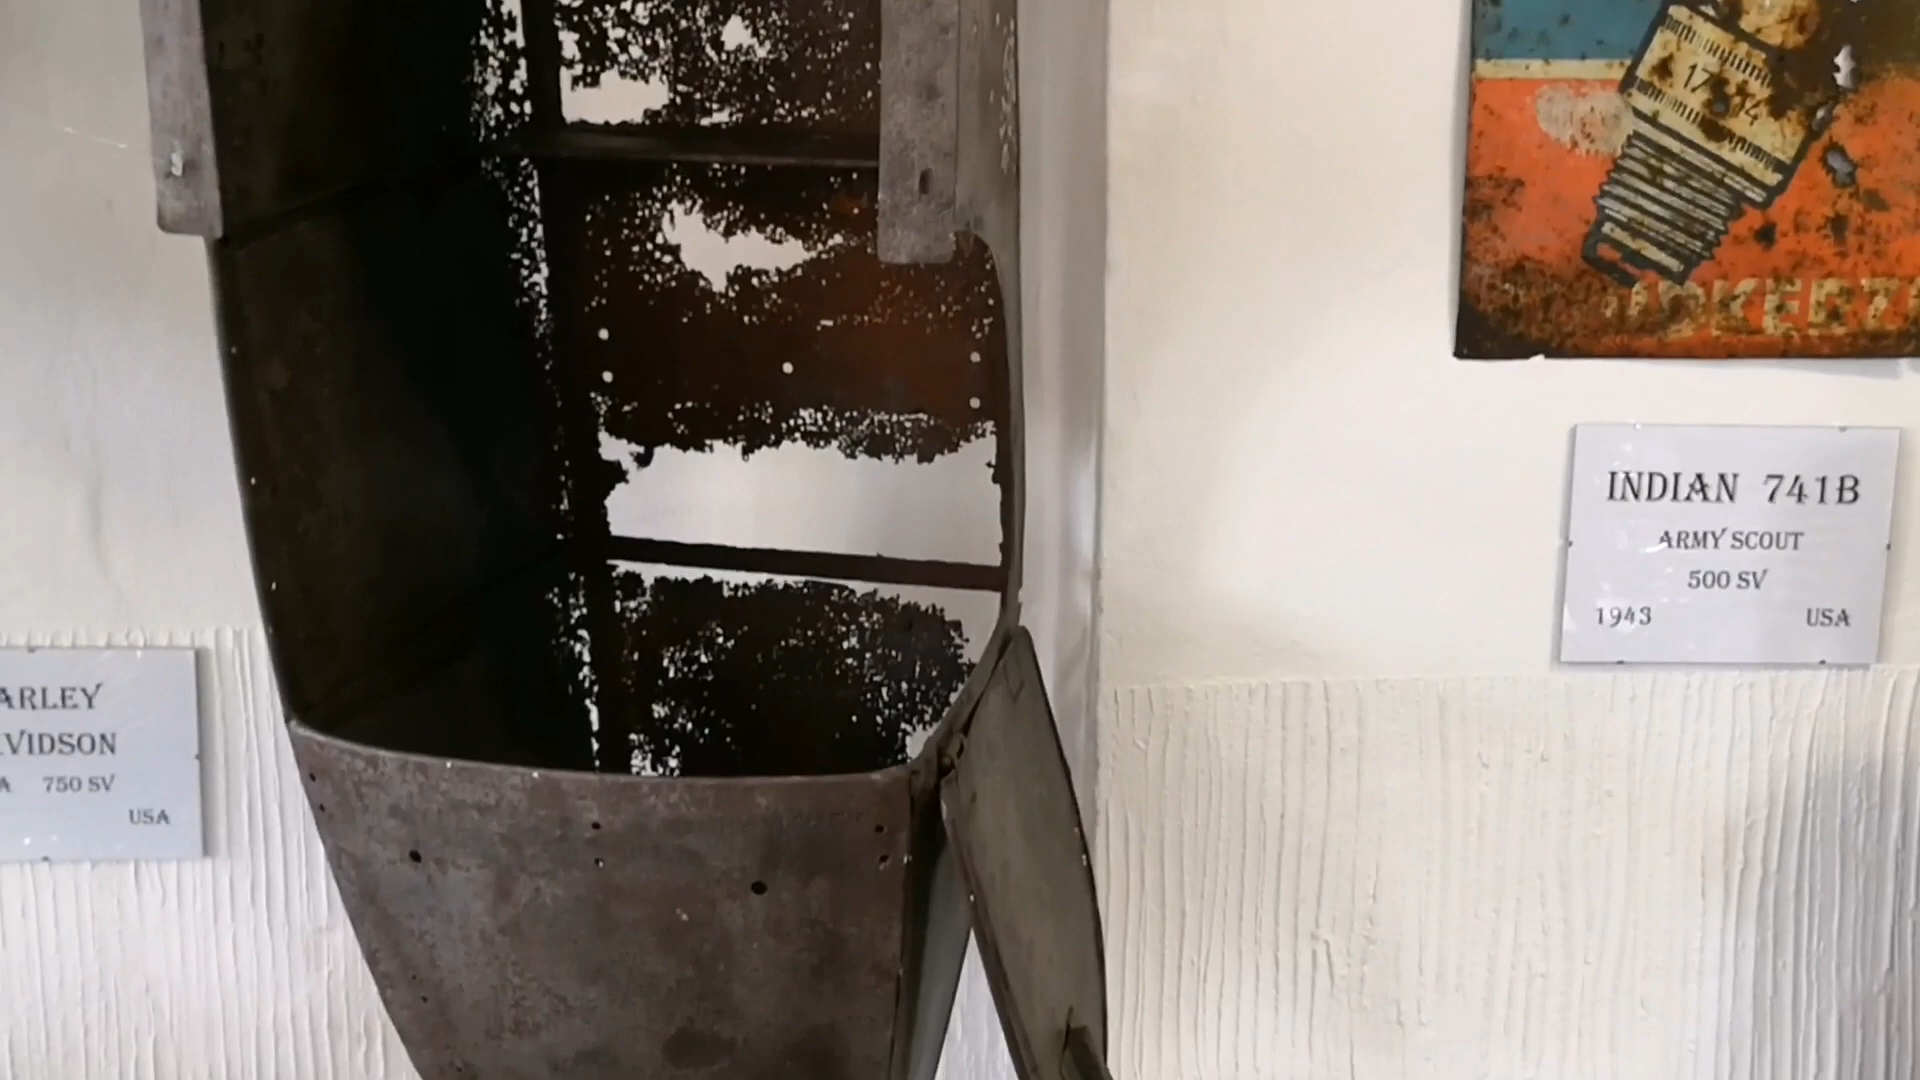 ARLEY
VIDSON
A 750 SV
USA
INDIAN 741B
ARMY SCOUT
500 SV
1943 USA